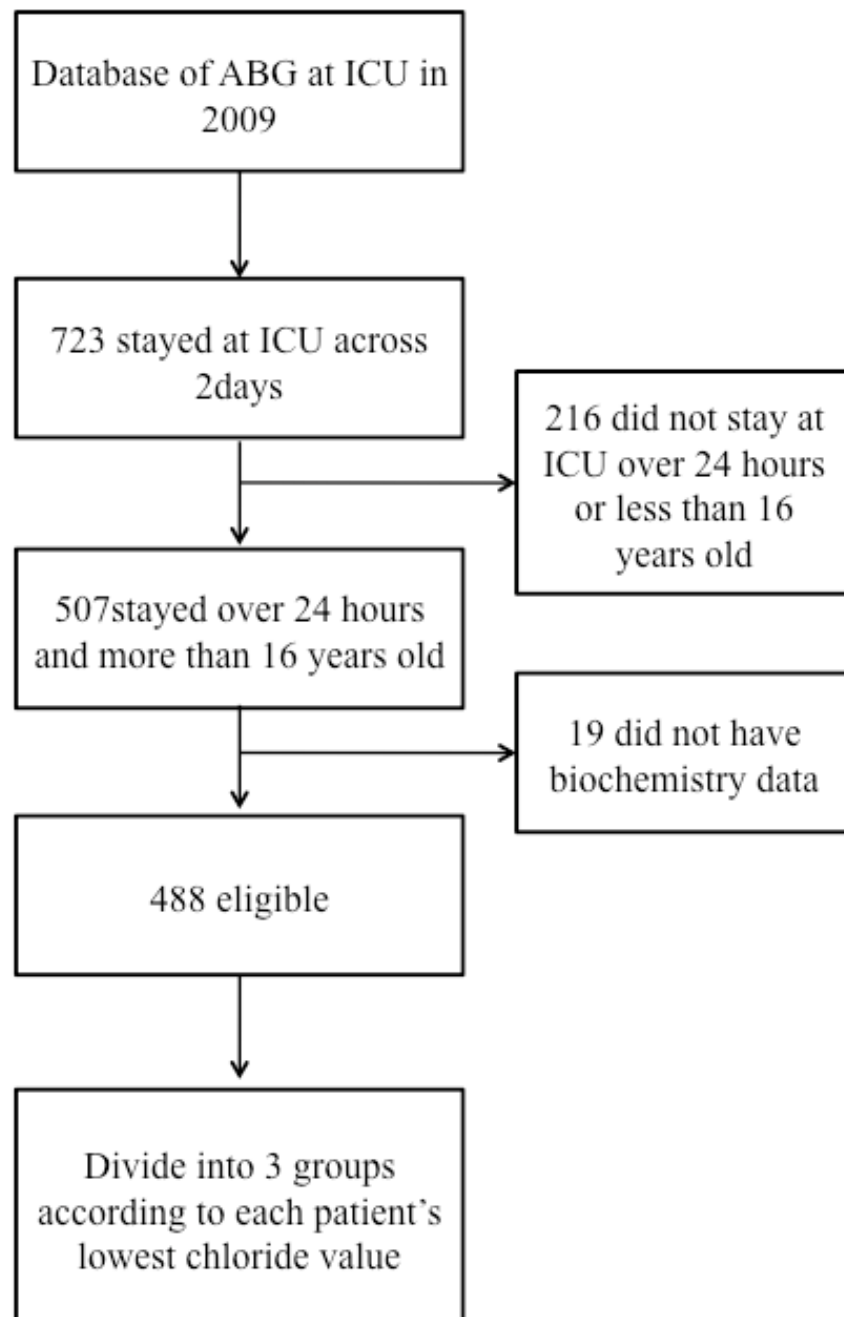 Database of ABG at ICU in
2009
723 stayed at ICU across
2days
216 did not stay at
ICU over 24 hours
or less than 16
years old
507stayed over 24 hours
and more than 16 years old
19 did not have
biochemistry data
488 eligible
Divide into 3 groups
according to each patient’s
lowest chloride value